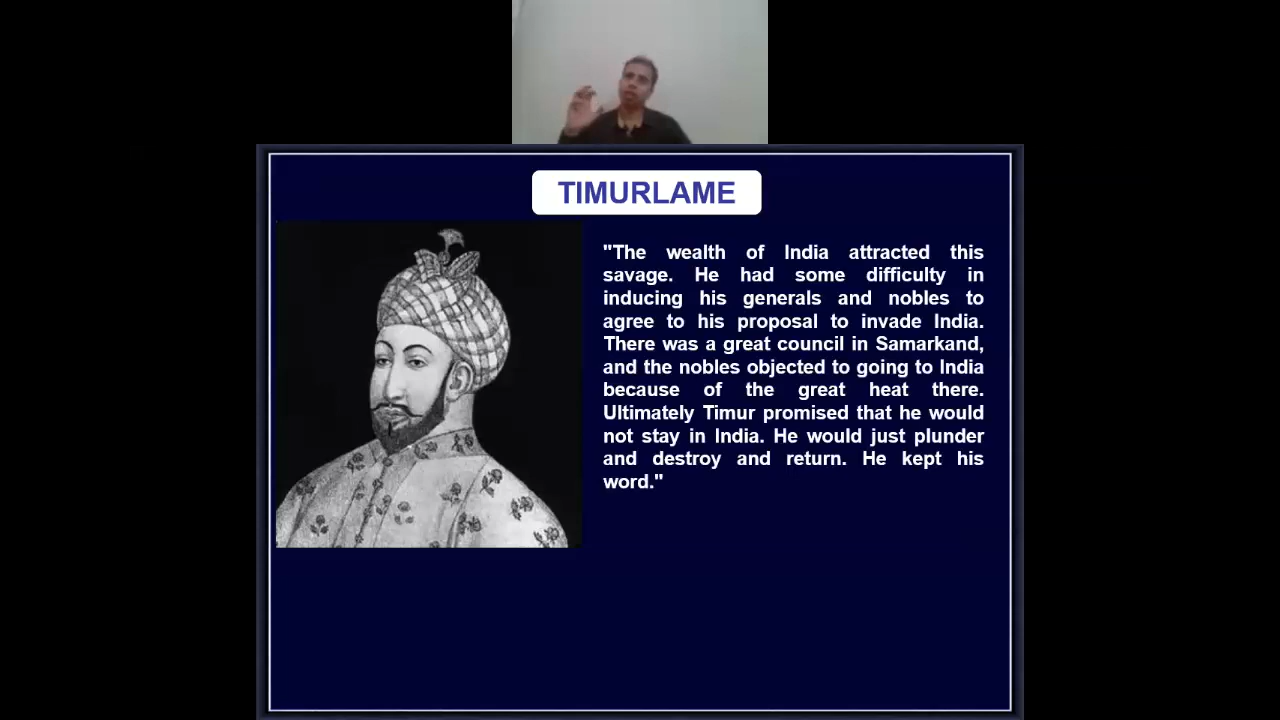 TIMURLAME
"The wealth of India attracted this
savage. He had some difficulty in
inducing his generals and nobles to
agree to his proposal to invade India.
There was a great council in Samarkand,
and the nobles objected to going to India
because of the great heat there.
Ultimately Timur promised that he would
not stay in India. He would just plunder
and destroy and return. He kept his
word."